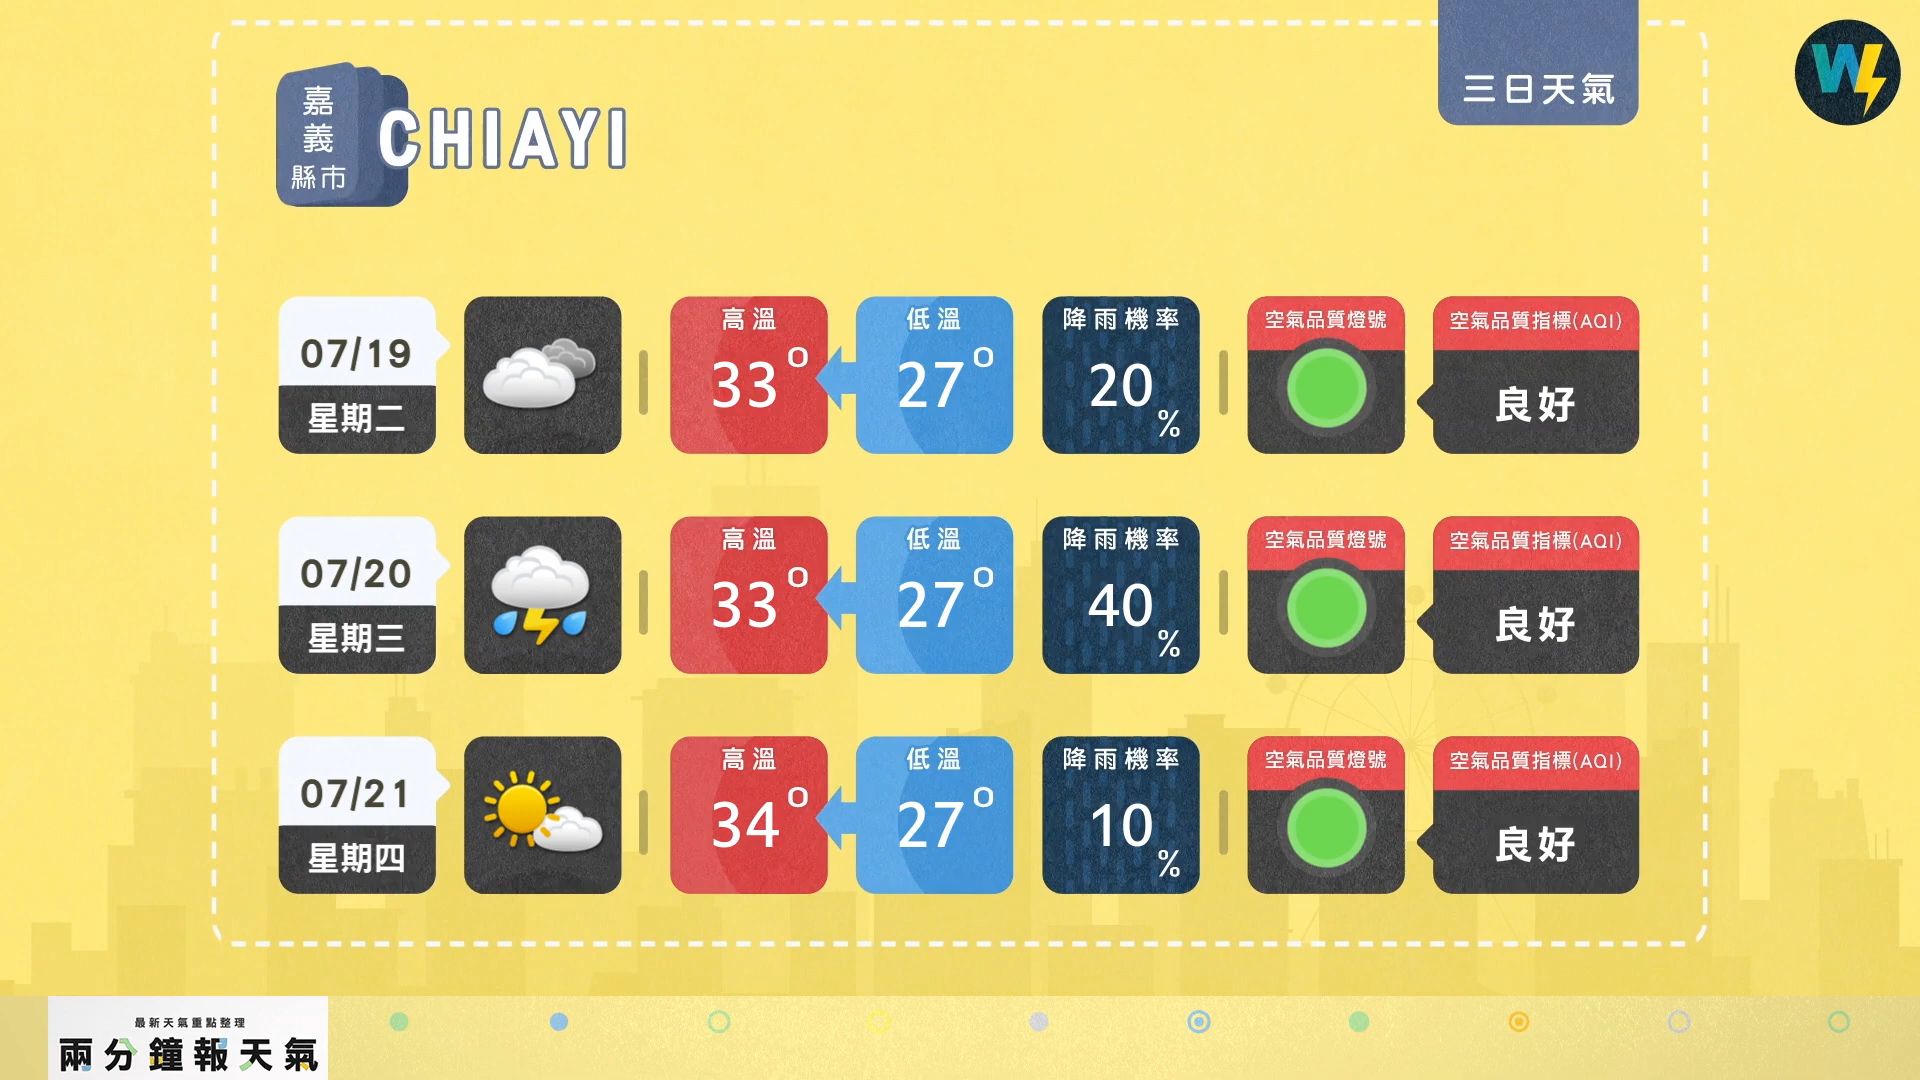 嘉義縣市
CHIAYI
三日天氣
W
07/19
星期二
高溫
33°
低溫
27°
降雨機率
20%
空氣品質燈號
空氣品質指標(AQI)
良好
07/20
星期三
高溫
33°
低溫
27°
降雨機率
40%
空氣品質燈號
空氣品質指標(AQI)
良好
07/21
星期四
高溫
34°
低溫
27°
降雨機率
10%
空氣品質燈號
空氣品質指標(AQI)
良好
最新天氣重點整理
兩分鐘報天氣